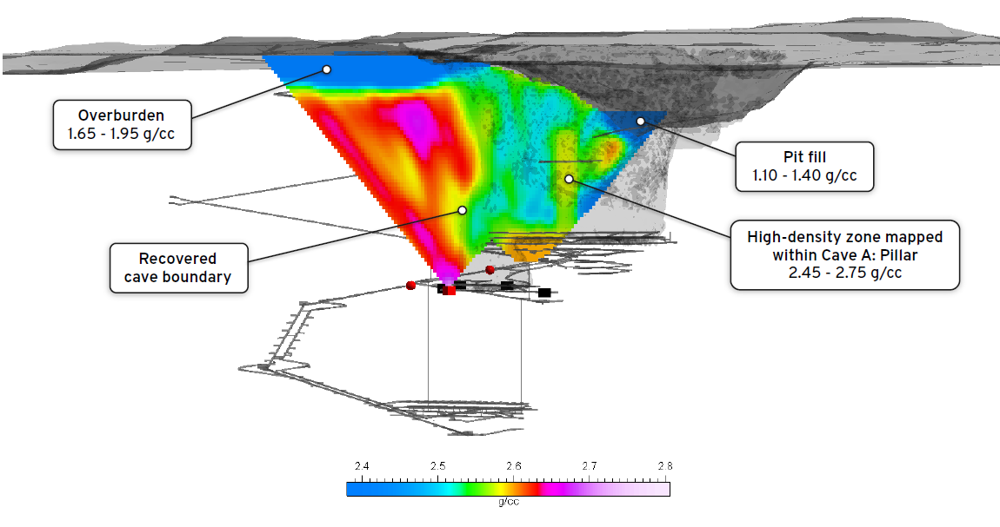 Overburden
1.65 - 1.95 g/cc
Pit fill
1.10 - 1.40 g/cc
High-density zone mapped
within Cave A: Pillar
2.45 - 2.75 g/cc
Recovered
cave boundary
2.4 2.5 2.6 2.7 2.8
g/cc